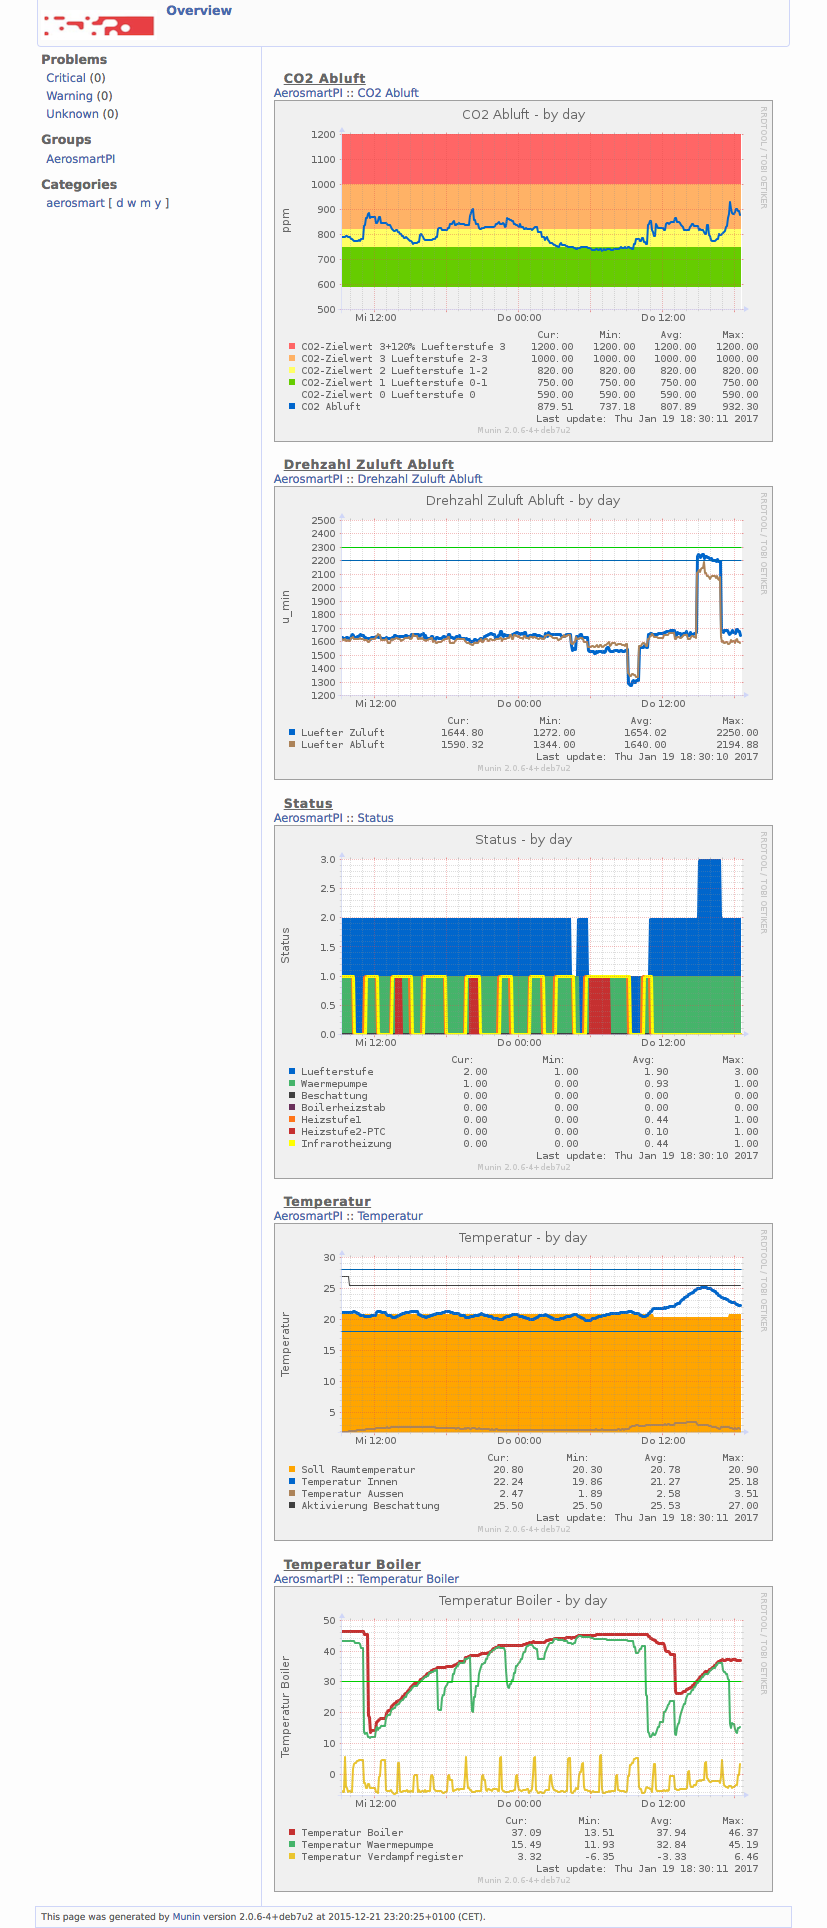 Overview
Problems
Critical (0)
Warning (0)
Unknown (0)
Groups
AerosmartPI
Categories
aerosmart [ d w m y ]
CO2 Abluft
AerosmartPI :: CO2 Abluft
CO2 Abluft - by day
RRDTOOL / TOBI OETIKER
ppm
1200
1100
1000
900
800
700
600
500
Mi 12:00 Do 00:00 Do 12:00
Cur: Min: Avg: Max:
CO2-Zielwert 3+120% Luefterstufe 3 1200.00 1200.00 1200.00 1200.00
CO2-Zielwert 3 Luefterstufe 2-3 1000.00 1000.00 1000.00 1000.00
CO2-Zielwert 2 Luefterstufe 1-2 820.00 820.00 820.00 820.00
CO2-Zielwert 1 Luefterstufe 0-1 750.00 750.00 750.00 750.00
CO2-Zielwert 0 Luefterstufe 0 590.00 590.00 590.00 590.00
CO2 Abluft 879.51 737.18 807.89 932.30
Last update: Thu Jan 19 18:30:11 2017
Munin 2.0.6-4+deb7u2
Drehzahl Zuluft Abluft
AerosmartPI :: Drehzahl Zuluft Abluft
Drehzahl Zuluft Abluft - by day
RRDTOOL / TOBI OETIKER
u_min
2500
2400
2300
2200
2100
2000
1900
1800
1700
1600
1500
1400
1300
1200
Mi 12:00 Do 00:00 Do 12:00
Cur: Min: Avg: Max:
Luefter Zuluft 1644.80 1272.00 1654.02 2250.00
Luefter Abluft 1590.32 1344.00 1640.00 2194.88
Last update: Thu Jan 19 18:30:10 2017
Munin 2.0.6-4+deb7u2
Status
AerosmartPI :: Status
Status - by day
RRDTOOL / TOBI OETIKER
Status
3.0
2.5
2.0
1.5
1.0
0.5
0.0
Mi 12:00 Do 00:00 Do 12:00
Cur: Min: Avg: Max:
Luefterstufe 2.00 1.00 1.90 3.00
Waermepumpe 1.00 0.00 0.93 1.00
Beschattung 0.00 0.00 0.00 0.00
Boilerheizstab 0.00 0.00 0.00 0.00
Heizstufe1 0.00 0.00 0.44 1.00
Heizstufe2-PTC 0.00 0.00 0.10 1.00
Infrarotheizung 0.00 0.00 0.44 1.00
Last update: Thu Jan 19 18:30:10 2017
Munin 2.0.6-4+deb7u2
Temperatur
AerosmartPI :: Temperatur
Temperatur - by day
RRDTOOL / TOBI OETIKER
Temperatur
30
25
20
15
10
5
Mi 12:00 Do 00:00 Do 12:00
Cur: Min: Avg: Max:
Soll Raumtemperatur 20.80 20.30 20.78 20.90
Temperatur Innen 22.24 19.86 21.27 25.18
Temperatur Aussen 2.47 1.89 2.58 3.51
Aktivierung Beschattung 25.50 25.50 25.53 27.00
Last update: Thu Jan 19 18:30:11 2017
Munin 2.0.6-4+deb7u2
Temperatur Boiler
AerosmartPI :: Temperatur Boiler
Temperatur Boiler - by day
RRDTOOL / TOBI OETIKER
Temperatur Boiler
50
40
30
20
10
0
Mi 12:00 Do 00:00 Do 12:00
Cur: Min: Avg: Max:
Temperatur Boiler 37.09 13.51 37.94 46.37
Temperatur Waermepumpe 15.49 11.93 32.84 45.19
Temperatur Verdampfregister 3.32 -6.35 -3.33 6.46
Last update: Thu Jan 19 18:30:11 2017
Munin 2.0.6-4+deb7u2
This page was generated by Munin version 2.0.6-4+deb7u2 at 2015-12-21 23:20:25+0100 (CET).